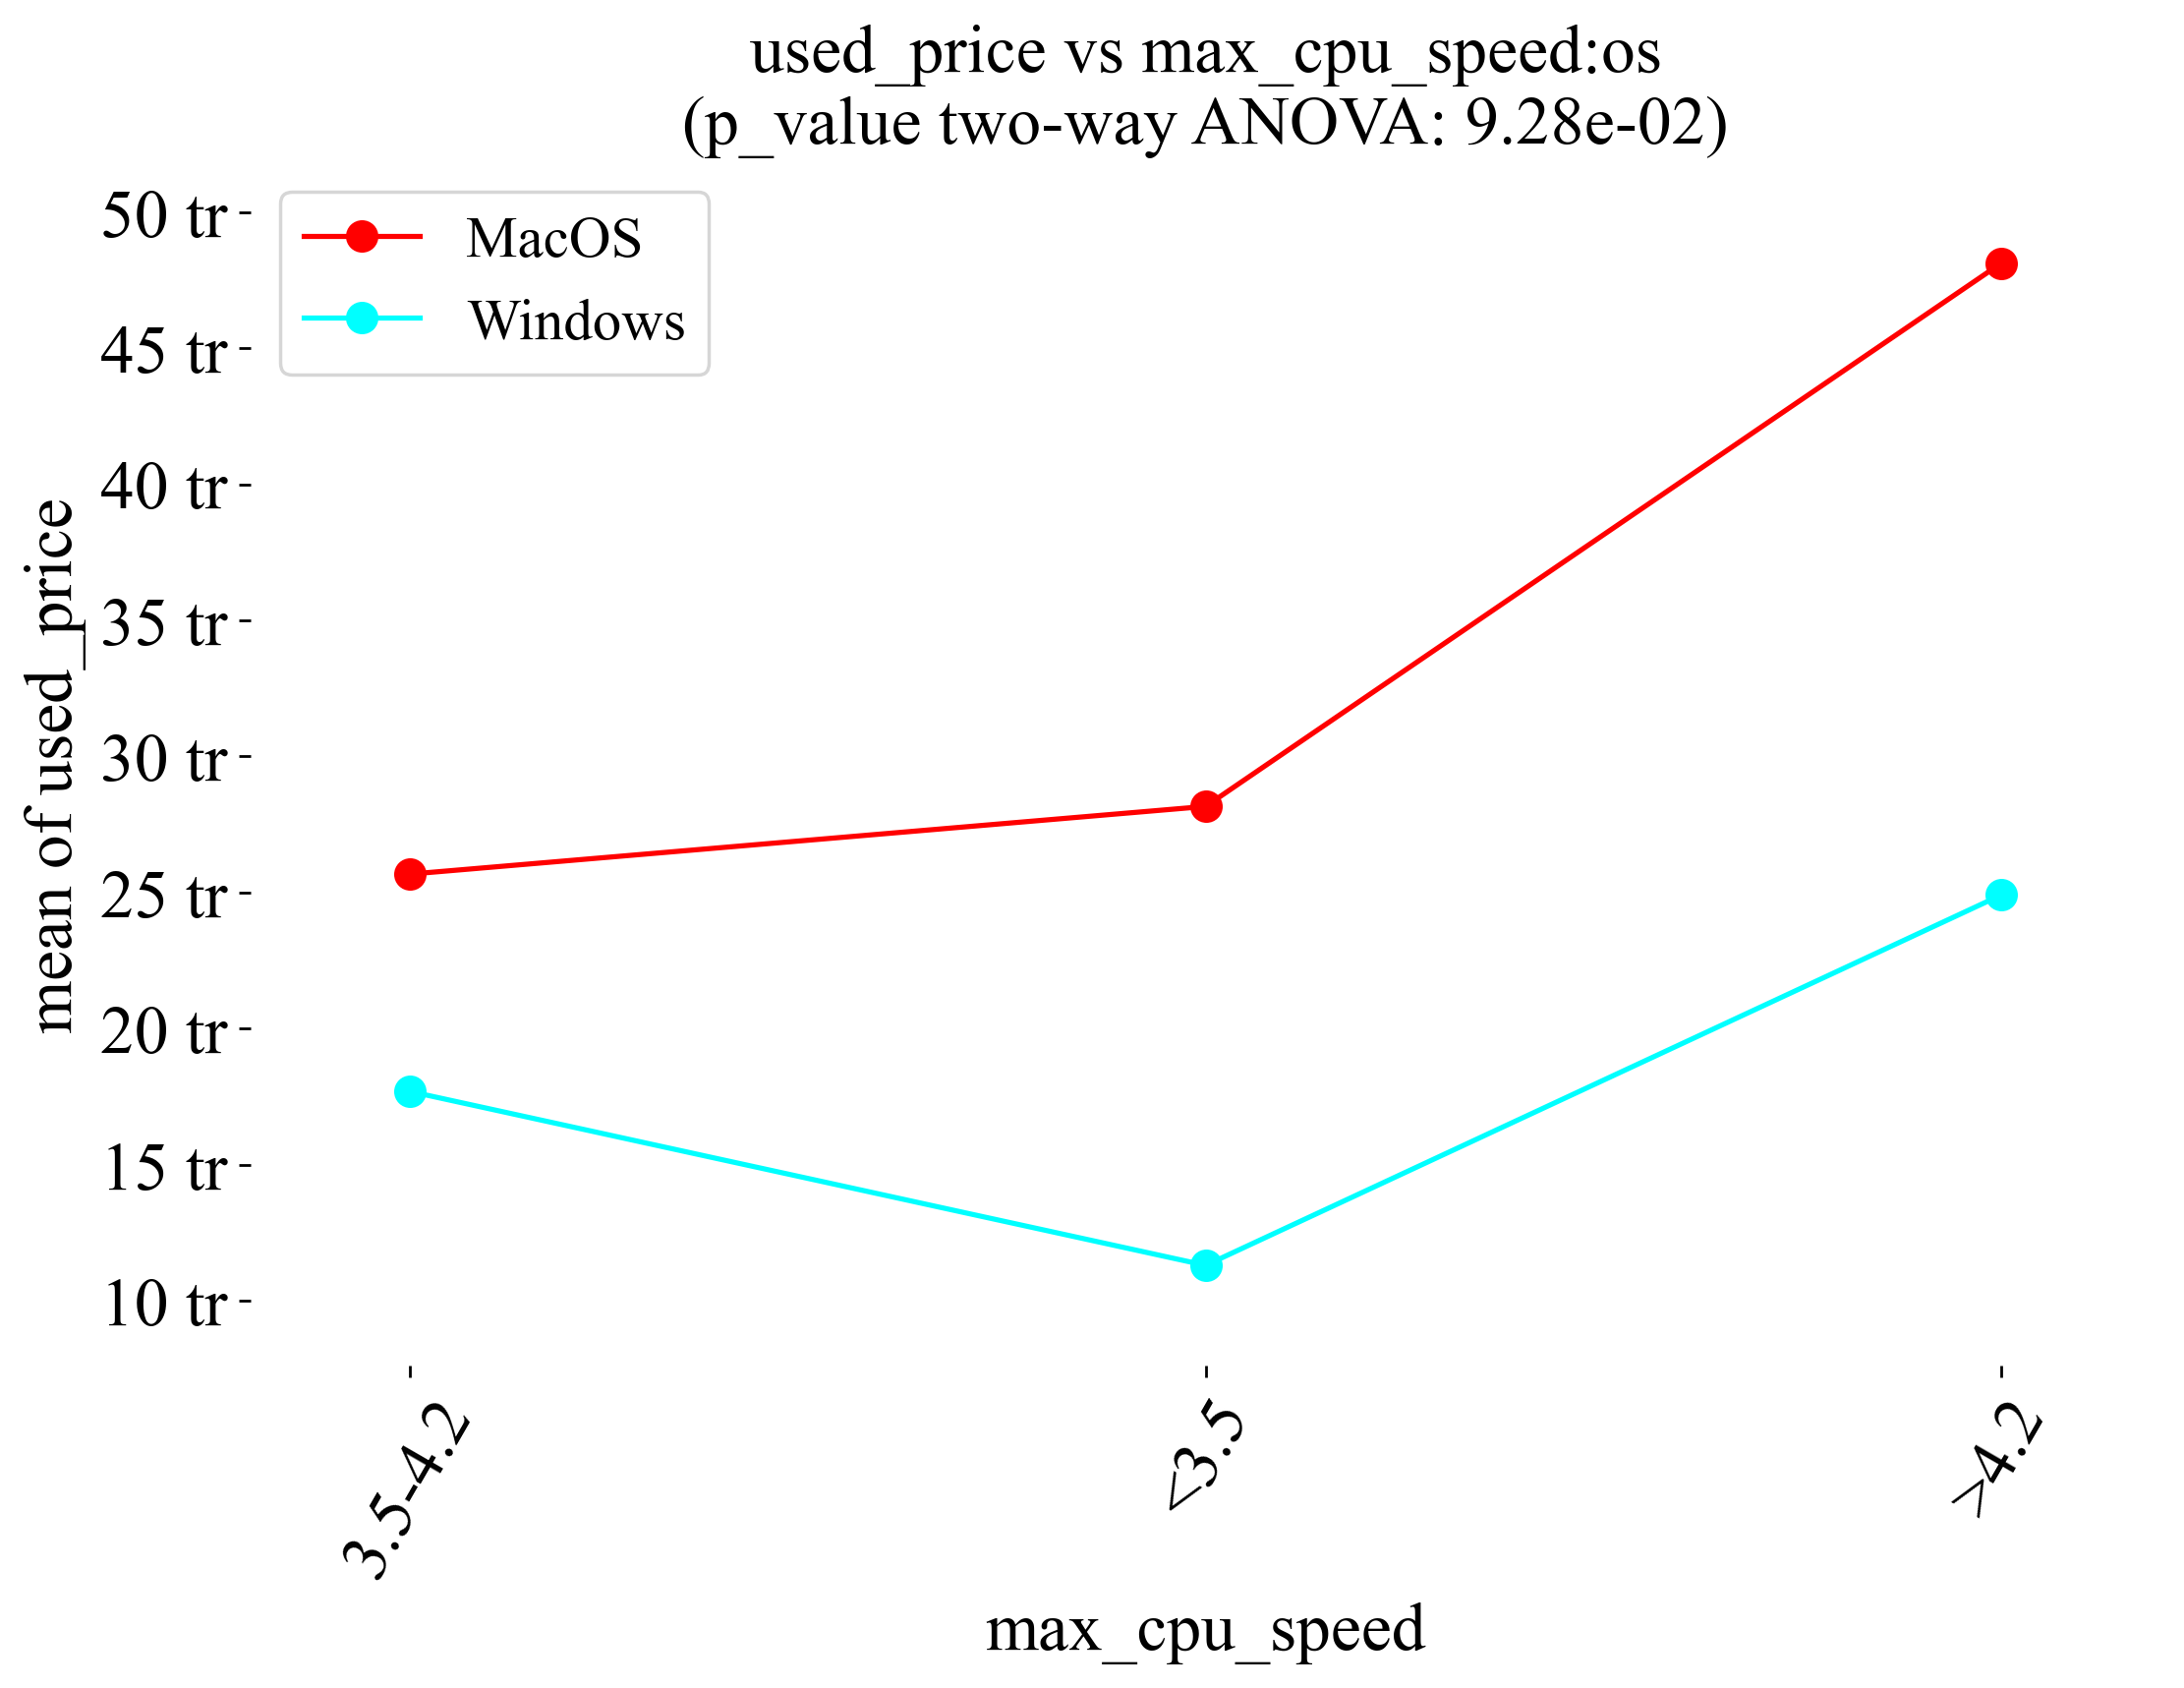 used_price vs max_cpu_speed:os
(p_value two-way ANOVA: 9.28e-02)
MacOS
Windows
50 tr
45 tr
40 tr
35 tr
30 tr
25 tr
20 tr
15 tr
10 tr
mean of used_price
3.5-4.2
<3.5
>4.2
max_cpu_speed